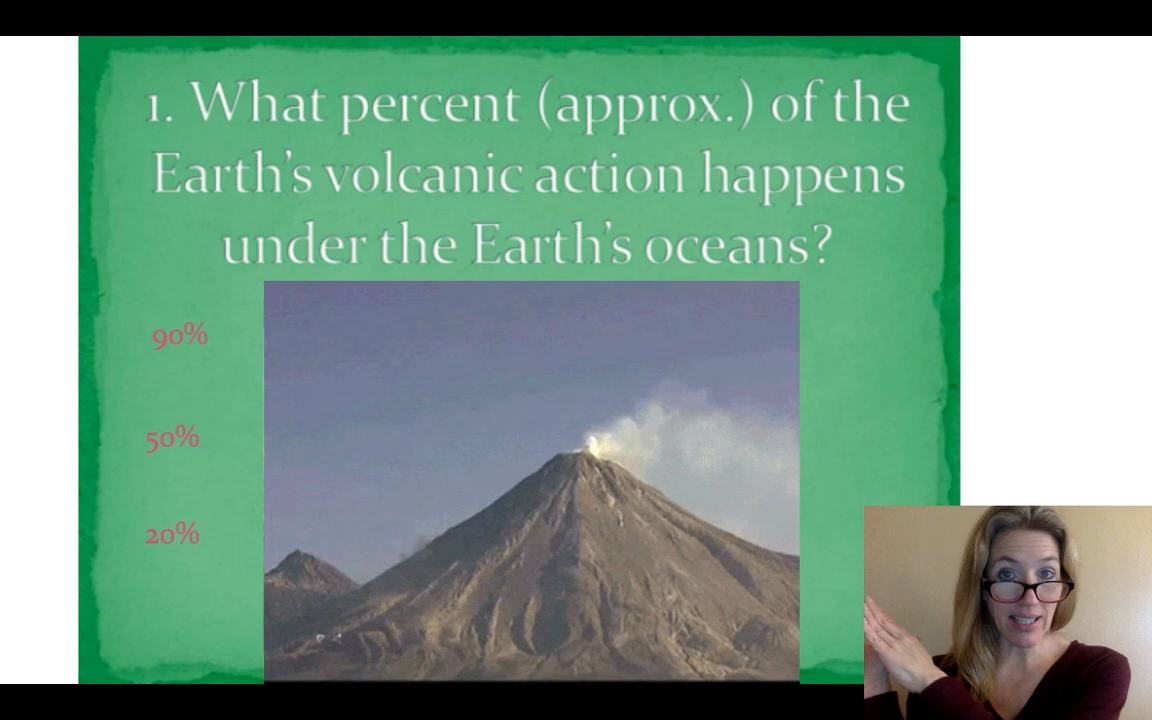 1. What percent (approx.) of the
Earth's volcanic action happens
under the Earth's oceans?
90%
50%
20%